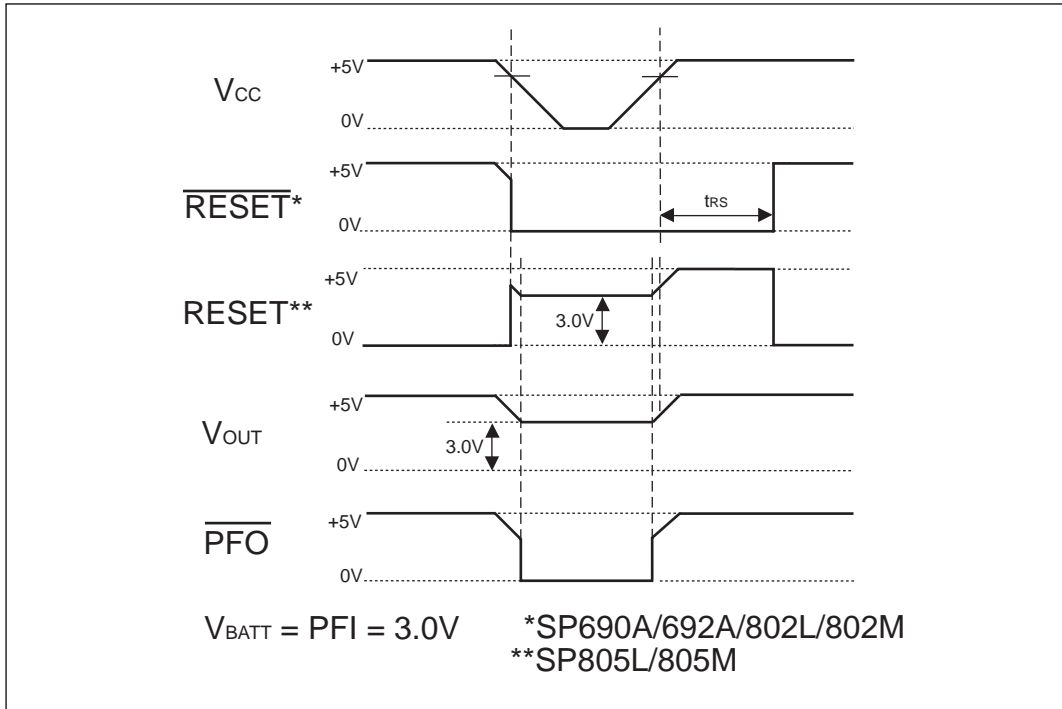 +5V
VCC
0V
+5V
RESET*
0V
tRS
+5V
RESET**
3.0V
0V
+5V
VOUT
3.0V
0V
+5V
PFO
0V
VBATT = PFI = 3.0V
*SP690A/692A/802L/802M
**SP805L/805M